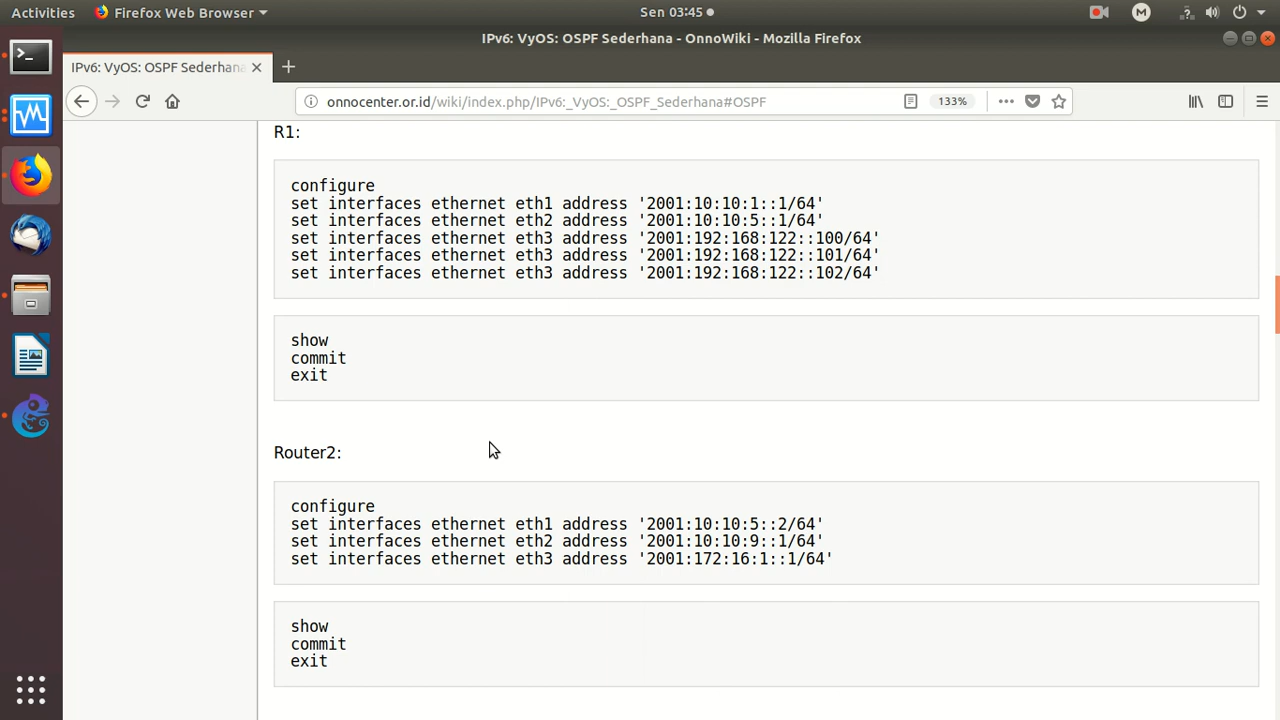 Activities
Firefox Web Browser
Sen 03:45
M
?
IPv6: VyOS: OSPF Sederhana - OnnoWiki - Mozilla Firefox
IPv6: VyOS: OSPF Sederhana
onnocenter.or.id/wiki/index.php/IPv6:_VyOS:_OSPF_Sederhana#OSPF
133%
R1:
configure
set interfaces ethernet eth1 address '2001:10:10:1::1/64'
set interfaces ethernet eth2 address '2001:10:10:5::1/64'
set interfaces ethernet eth3 address '2001:192:168:122::100/64'
set interfaces ethernet eth3 address '2001:192:168:122::101/64'
set interfaces ethernet eth3 address '2001:192:168:122::102/64'
show
commit
exit
Router2:
configure
set interfaces ethernet eth1 address '2001:10:10:5::2/64'
set interfaces ethernet eth2 address '2001:10:10:9::1/64'
set interfaces ethernet eth3 address '2001:172:16:1::1/64'
show
commit
exit